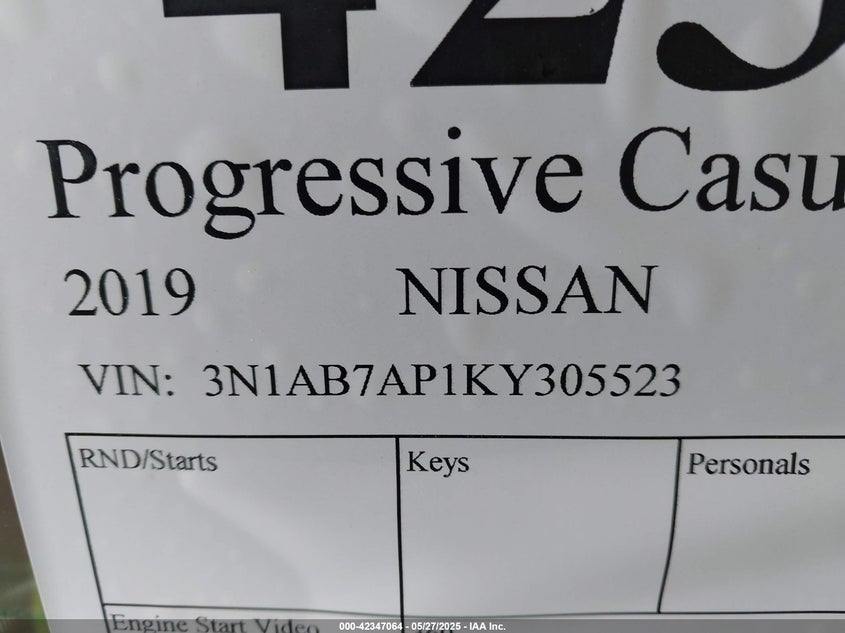 Progressive Casu
2019 NISSAN
VIN: 3N1AB7AP1KY305523
RND/Starts Keys Personals
Engine Start Video
000-42347064 - 05/27/2025 - IAA Inc.